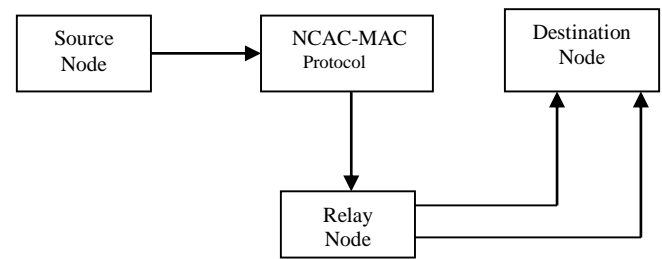 Source
Node
NCAC-MAC
Protocol
Destination
Node
Relay
Node